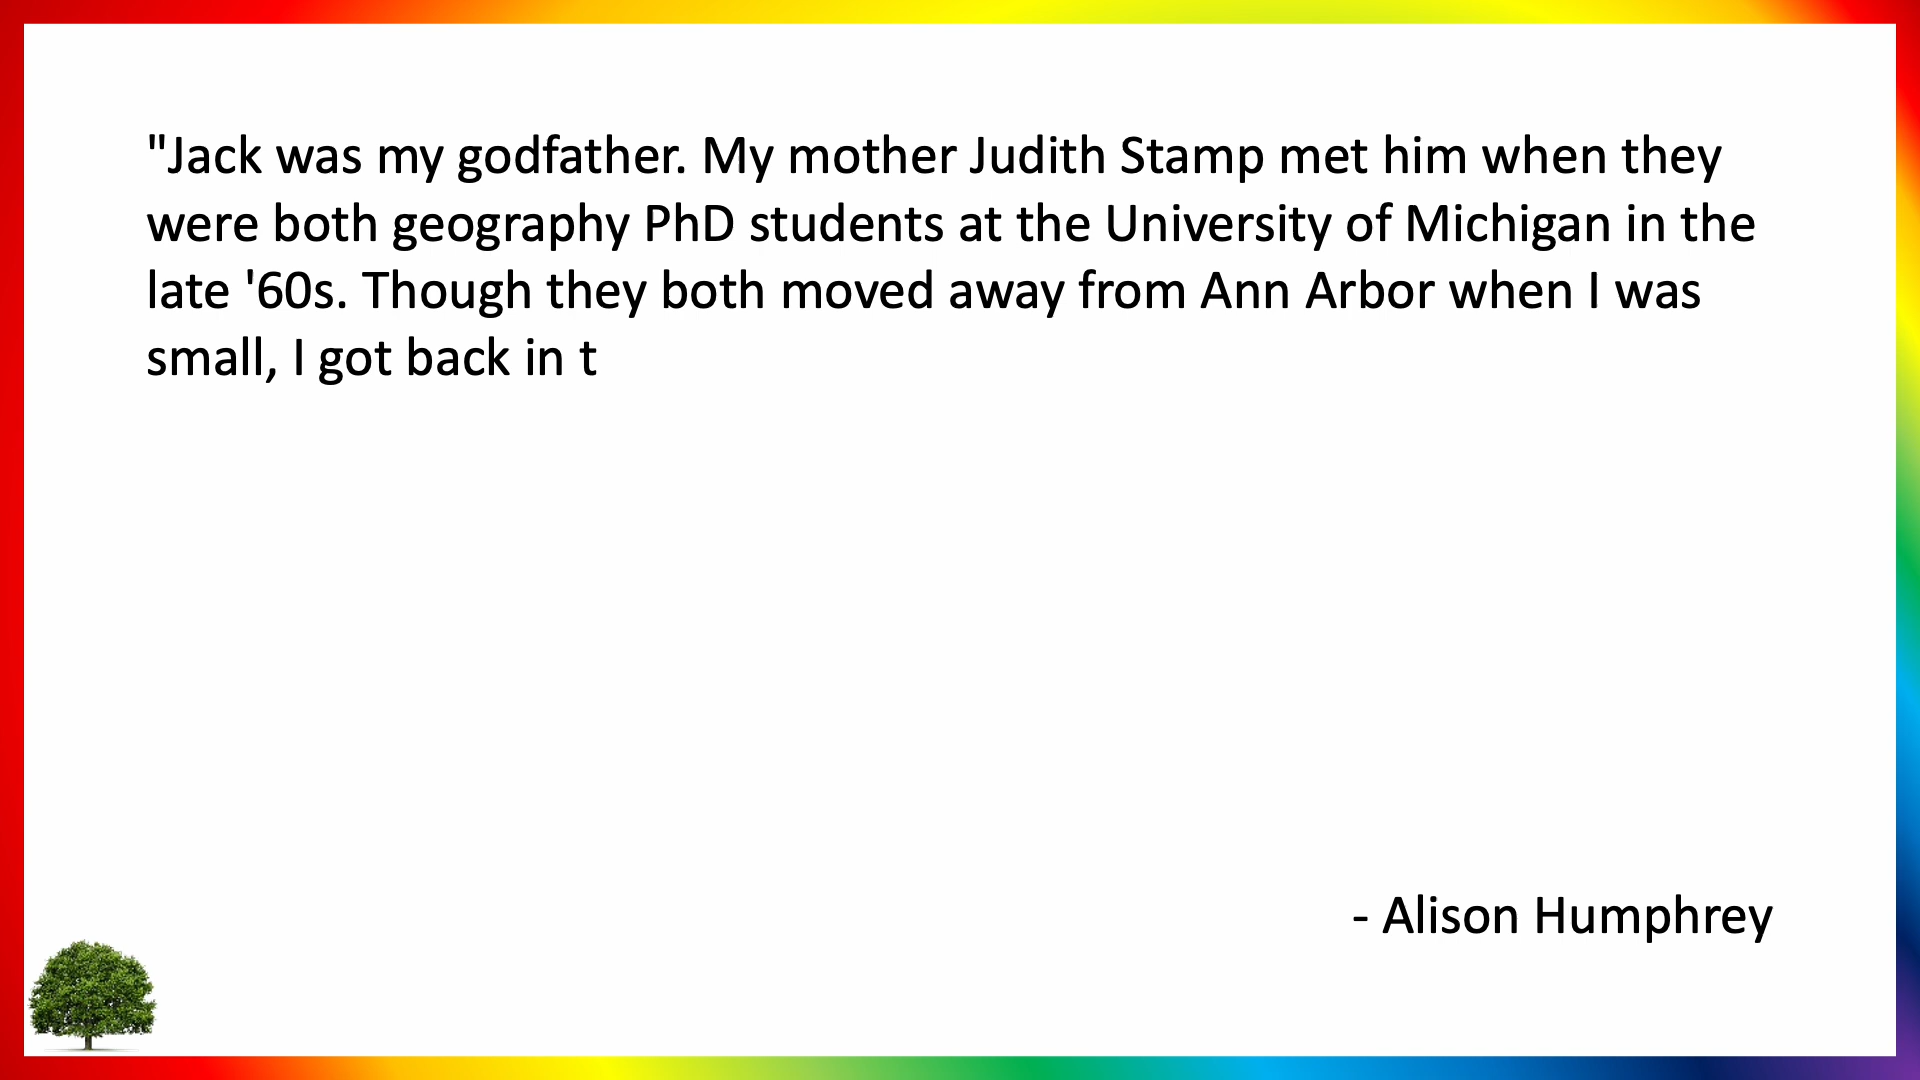 "Jack was my godfather. My mother Judith Stamp met him when they
were both geography PhD students at the University of Michigan in the
late '60s. Though they both moved away from Ann Arbor when I was
small, I got back in t
- Alison Humphrey